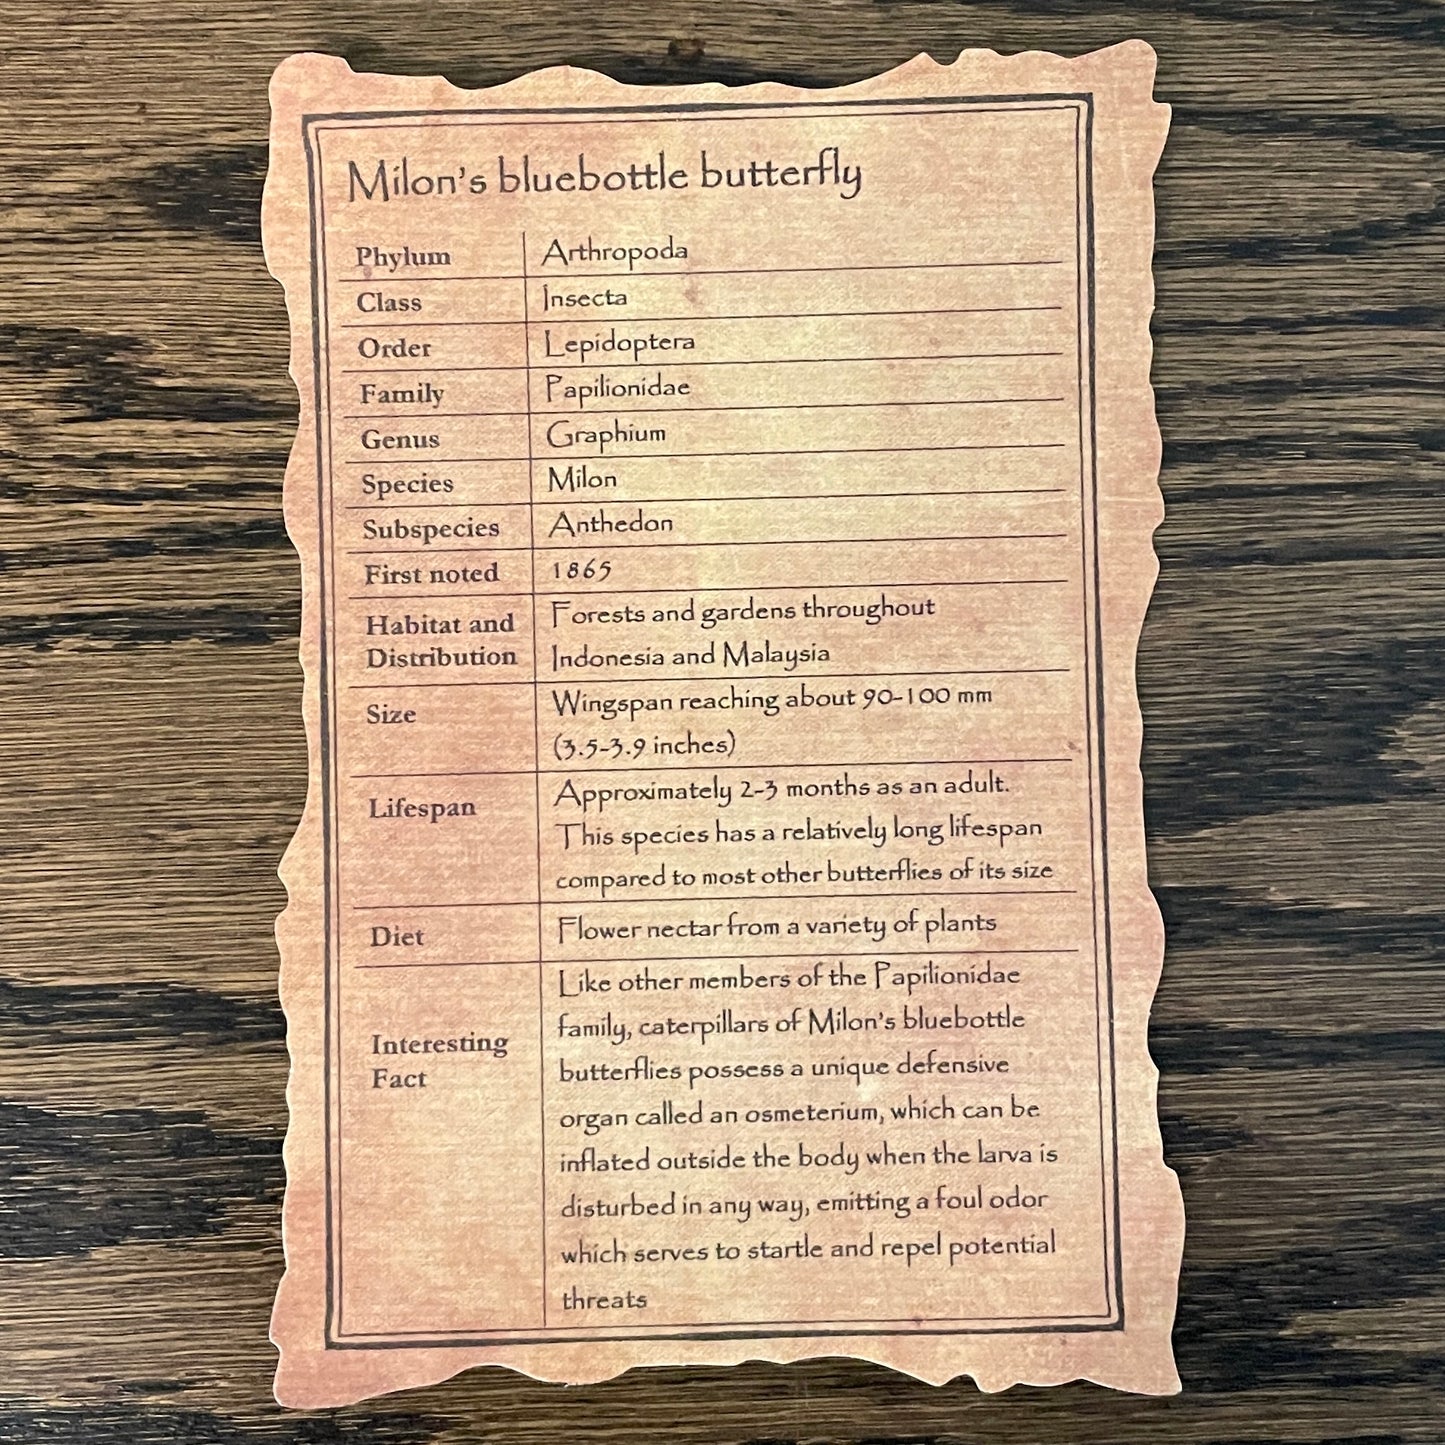 Milon's bluebottle butterfly
Phylum Arthropoda
Class Insecta
Order Lepidoptera
Family Papilionidae
Genus Graphium
Species Milon
Subspecies Anthedon
First noted 1865
Habitat and Distribution Forests and gardens throughout
Indonesia and Malaysia
Size Wingspan reaching about 90-100 mm
(3.5-3.9 inches)
Lifespan Approximately 2-3 months as an adult.
This species has a relatively long lifespan
compared to most other butterflies of its size
Diet Flower nectar from a variety of plants
Interesting Fact Like other members of the Papilionidae
family, caterpillars of Milon's bluebottle
butterflies possess a unique defensive
organ called an osmeterium, which can be
inflated outside the body when the larva is
disturbed in any way, emitting a foul odor
which serves to startle and repel potential
threats